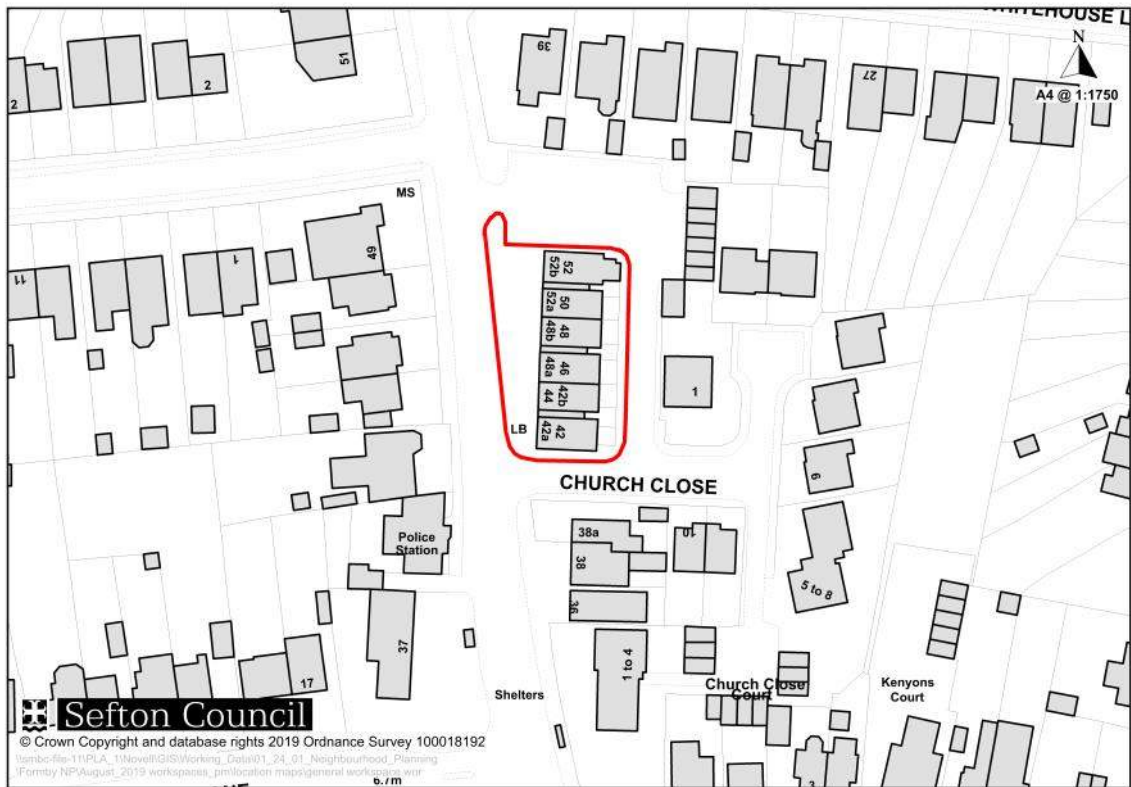 WHITEHOUSE L
N
A4 @ 1:1750
39
27
51
2
2
2
MS
49
1
11
52
52b
50
52a
48
48b
46
48a
42b
44
42
42a
LB
1
6
CHURCH CLOSE
38a
10
38
36
5 to 8
Police
Station
37
17
1 to 4
Shelters
Church Close
Court
Kenyons
Court
3
Sefton Council
© Crown Copyright and database rights 2019 Ordnance Survey 100018192
6.7m